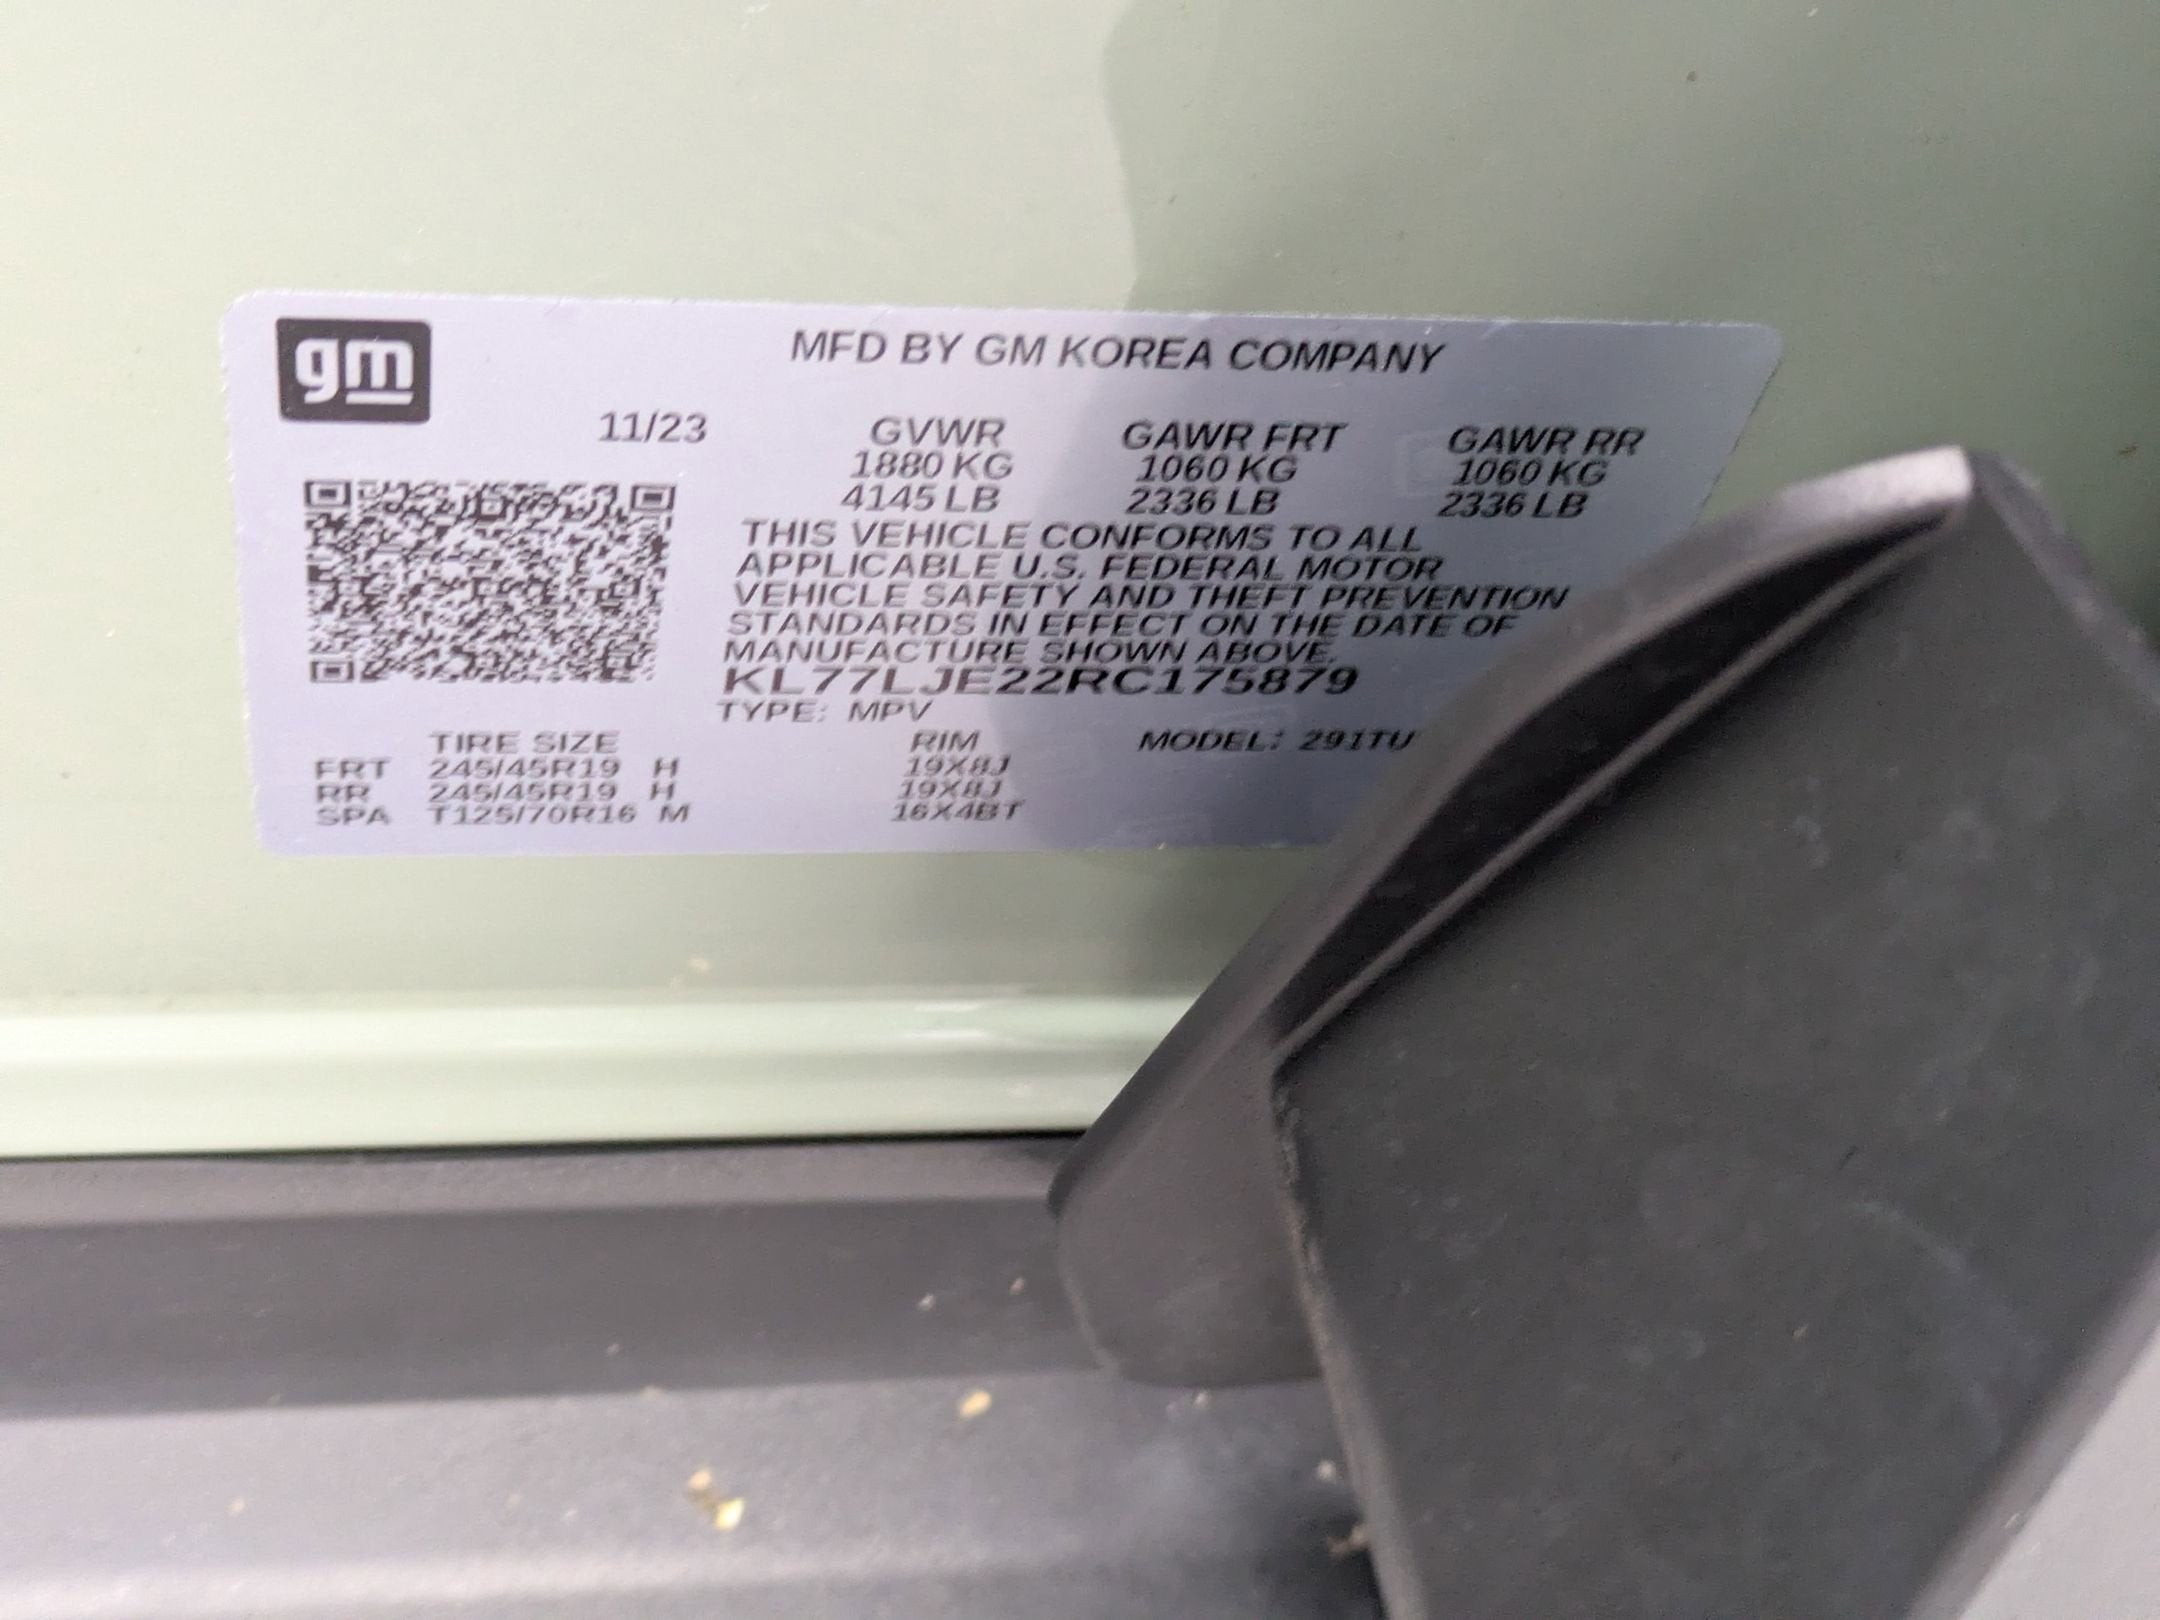 gm
MFD BY GM KOREA COMPANY
11/23 GVWR GAWR FRT GAWR RR
1880 KG 1060 KG 1060 KG
4145 LB 2336 LB 2336 LB
THIS VEHICLE CONFORMS TO ALL
APPLICABLE U.S. FEDERAL MOTOR
VEHICLE SAFETY AND THEFT PREVENTION
STANDARDS IN EFFECT ON THE DATE OF
MANUFACTURE SHOWN ABOVE.
KL77LJE22RC175879
TYPE: MPV
TIRE SIZE RIM MODEL: 291TU
FRT 245/45R19 H 19X8J
RR 245/45R19 H 19X8J
SPA T125/70R16 M 16X4BT